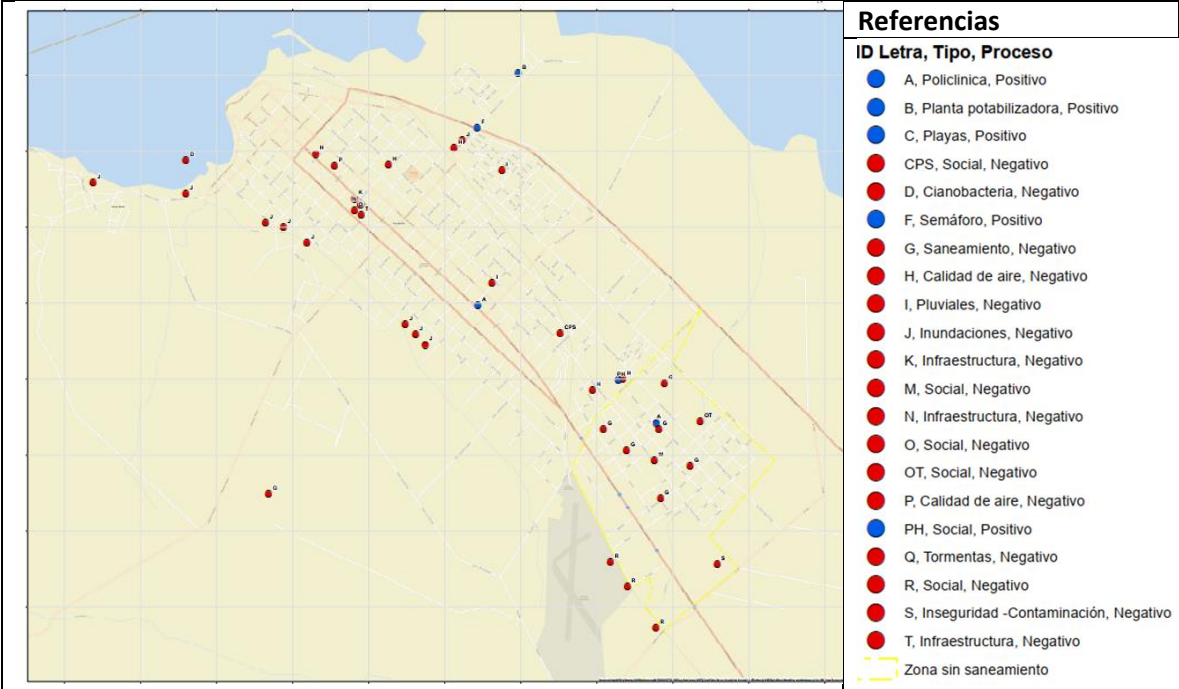 Referencias
ID Letra, Tipo, Proceso
A, Policlinica, Positivo
B, Planta potabilizadora, Positivo
C, Playas, Positivo
CPS, Social, Negativo
D, Cianobacteria, Negativo
F, Semáforo, Positivo
G, Saneamiento, Negativo
H, Calidad de aire, Negativo
I, Pluviales, Negativo
J, Inundaciones, Negativo
K, Infraestructura, Negativo
M, Social, Negativo
N, Infraestructura, Negativo
O, Social, Negativo
OT, Social, Negativo
P, Calidad de aire, Negativo
PH, Social, Positivo
Q, Tormentas, Negativo
R, Social, Negativo
S, Inseguridad -Contaminación, Negativo
T, Infraestructura, Negativo
Zona sin saneamiento
B
F
J
H
I
D
H
P
H
J
J
K
T
J
J
J
I
A
J
J
J
CPS
PH
H
H
G
A
OT
G
G
G
M
G
G
Q
R
S
R
R